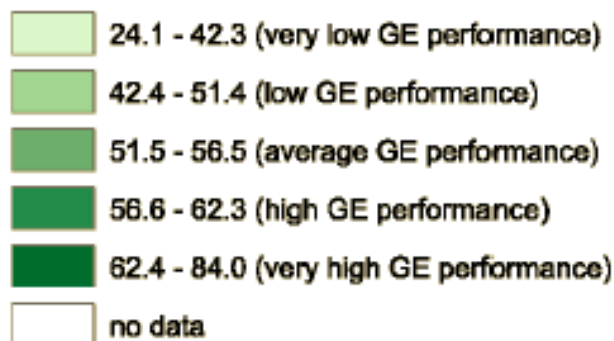 24.1 - 42.3 (very low GE performance)
42.4 - 51.4 (low GE performance)
51.5 - 56.5 (average GE performance)
56.6 - 62.3 (high GE performance)
62.4 - 84.0 (very high GE performance)
no data